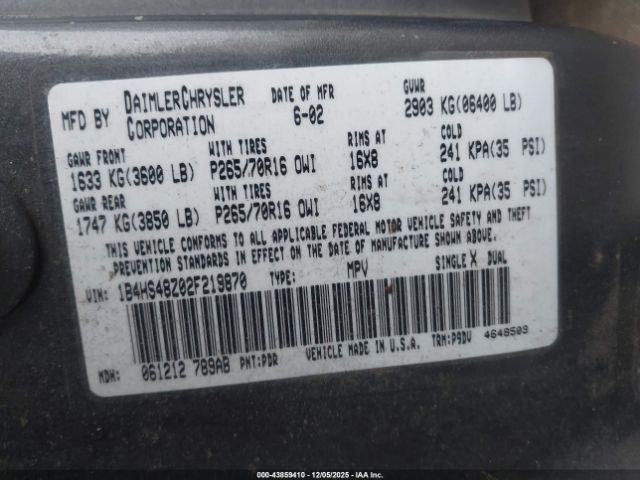 MFD BY DAIMLERCHRYSLER CORPORATION DATE OF MFR 6-02 GVWR 2903 KG(06400 LB)
GAWR FRONT WITH TIRES RIMS AT COLD
1633 KG(3600 LB) P265/70R16 OWI 16X8 241 KPA(35 PSI)
GAWR REAR WITH TIRES RIMS AT COLD
1747 KG(3850 LB) P265/70R16 OWI 16X8 241 KPA(35 PSI)
THIS VEHICLE CONFORMS TO ALL APPLICABLE FEDERAL MOTOR VEHICLE SAFETY AND THEFT
PREVENTION STANDARDS IN EFFECT ON THE DATE OF MANUFACTURE SHOWN ABOVE.
VIN: 1B4HS48Z02F219870 TYPE: MPV SINGLE X DUAL
MDH: 061212 789AB PNT:PDR VEHICLE MADE IN U.S.A. TRM:P9DV 4648509
© 000-43859410 | 12/05/2025 | IAA Inc.